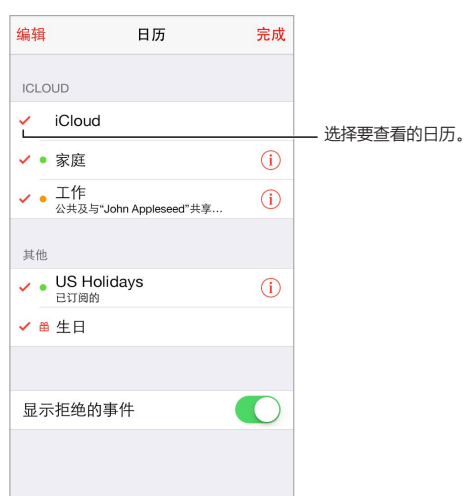 编辑 日历 完成
ICLOUD
iCloud
选择要查看的日历。
家庭
工作
公共及与“John Appleseed”共享…
其他
US Holidays
已订阅的
生日
显示拒绝的事件